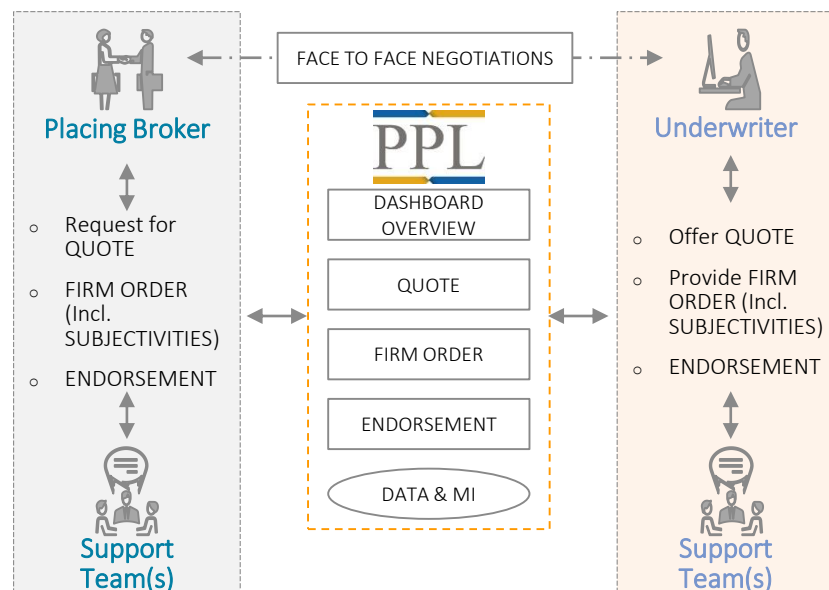 FACE TO FACE NEGOTIATIONS
Placing Broker
○ Request for
QUOTE
○ FIRM ORDER
(Incl.
SUBJECTIVITIES)
○ ENDORSEMENT
Support
Team(s)
PPL
DASHBOARD
OVERVIEW
QUOTE
FIRM ORDER
ENDORSEMENT
DATA & MI
Underwriter
○ Offer QUOTE
○ Provide FIRM
ORDER (Incl.
SUBJECTIVITIES)
○ ENDORSEMENT
Support
Team(s)